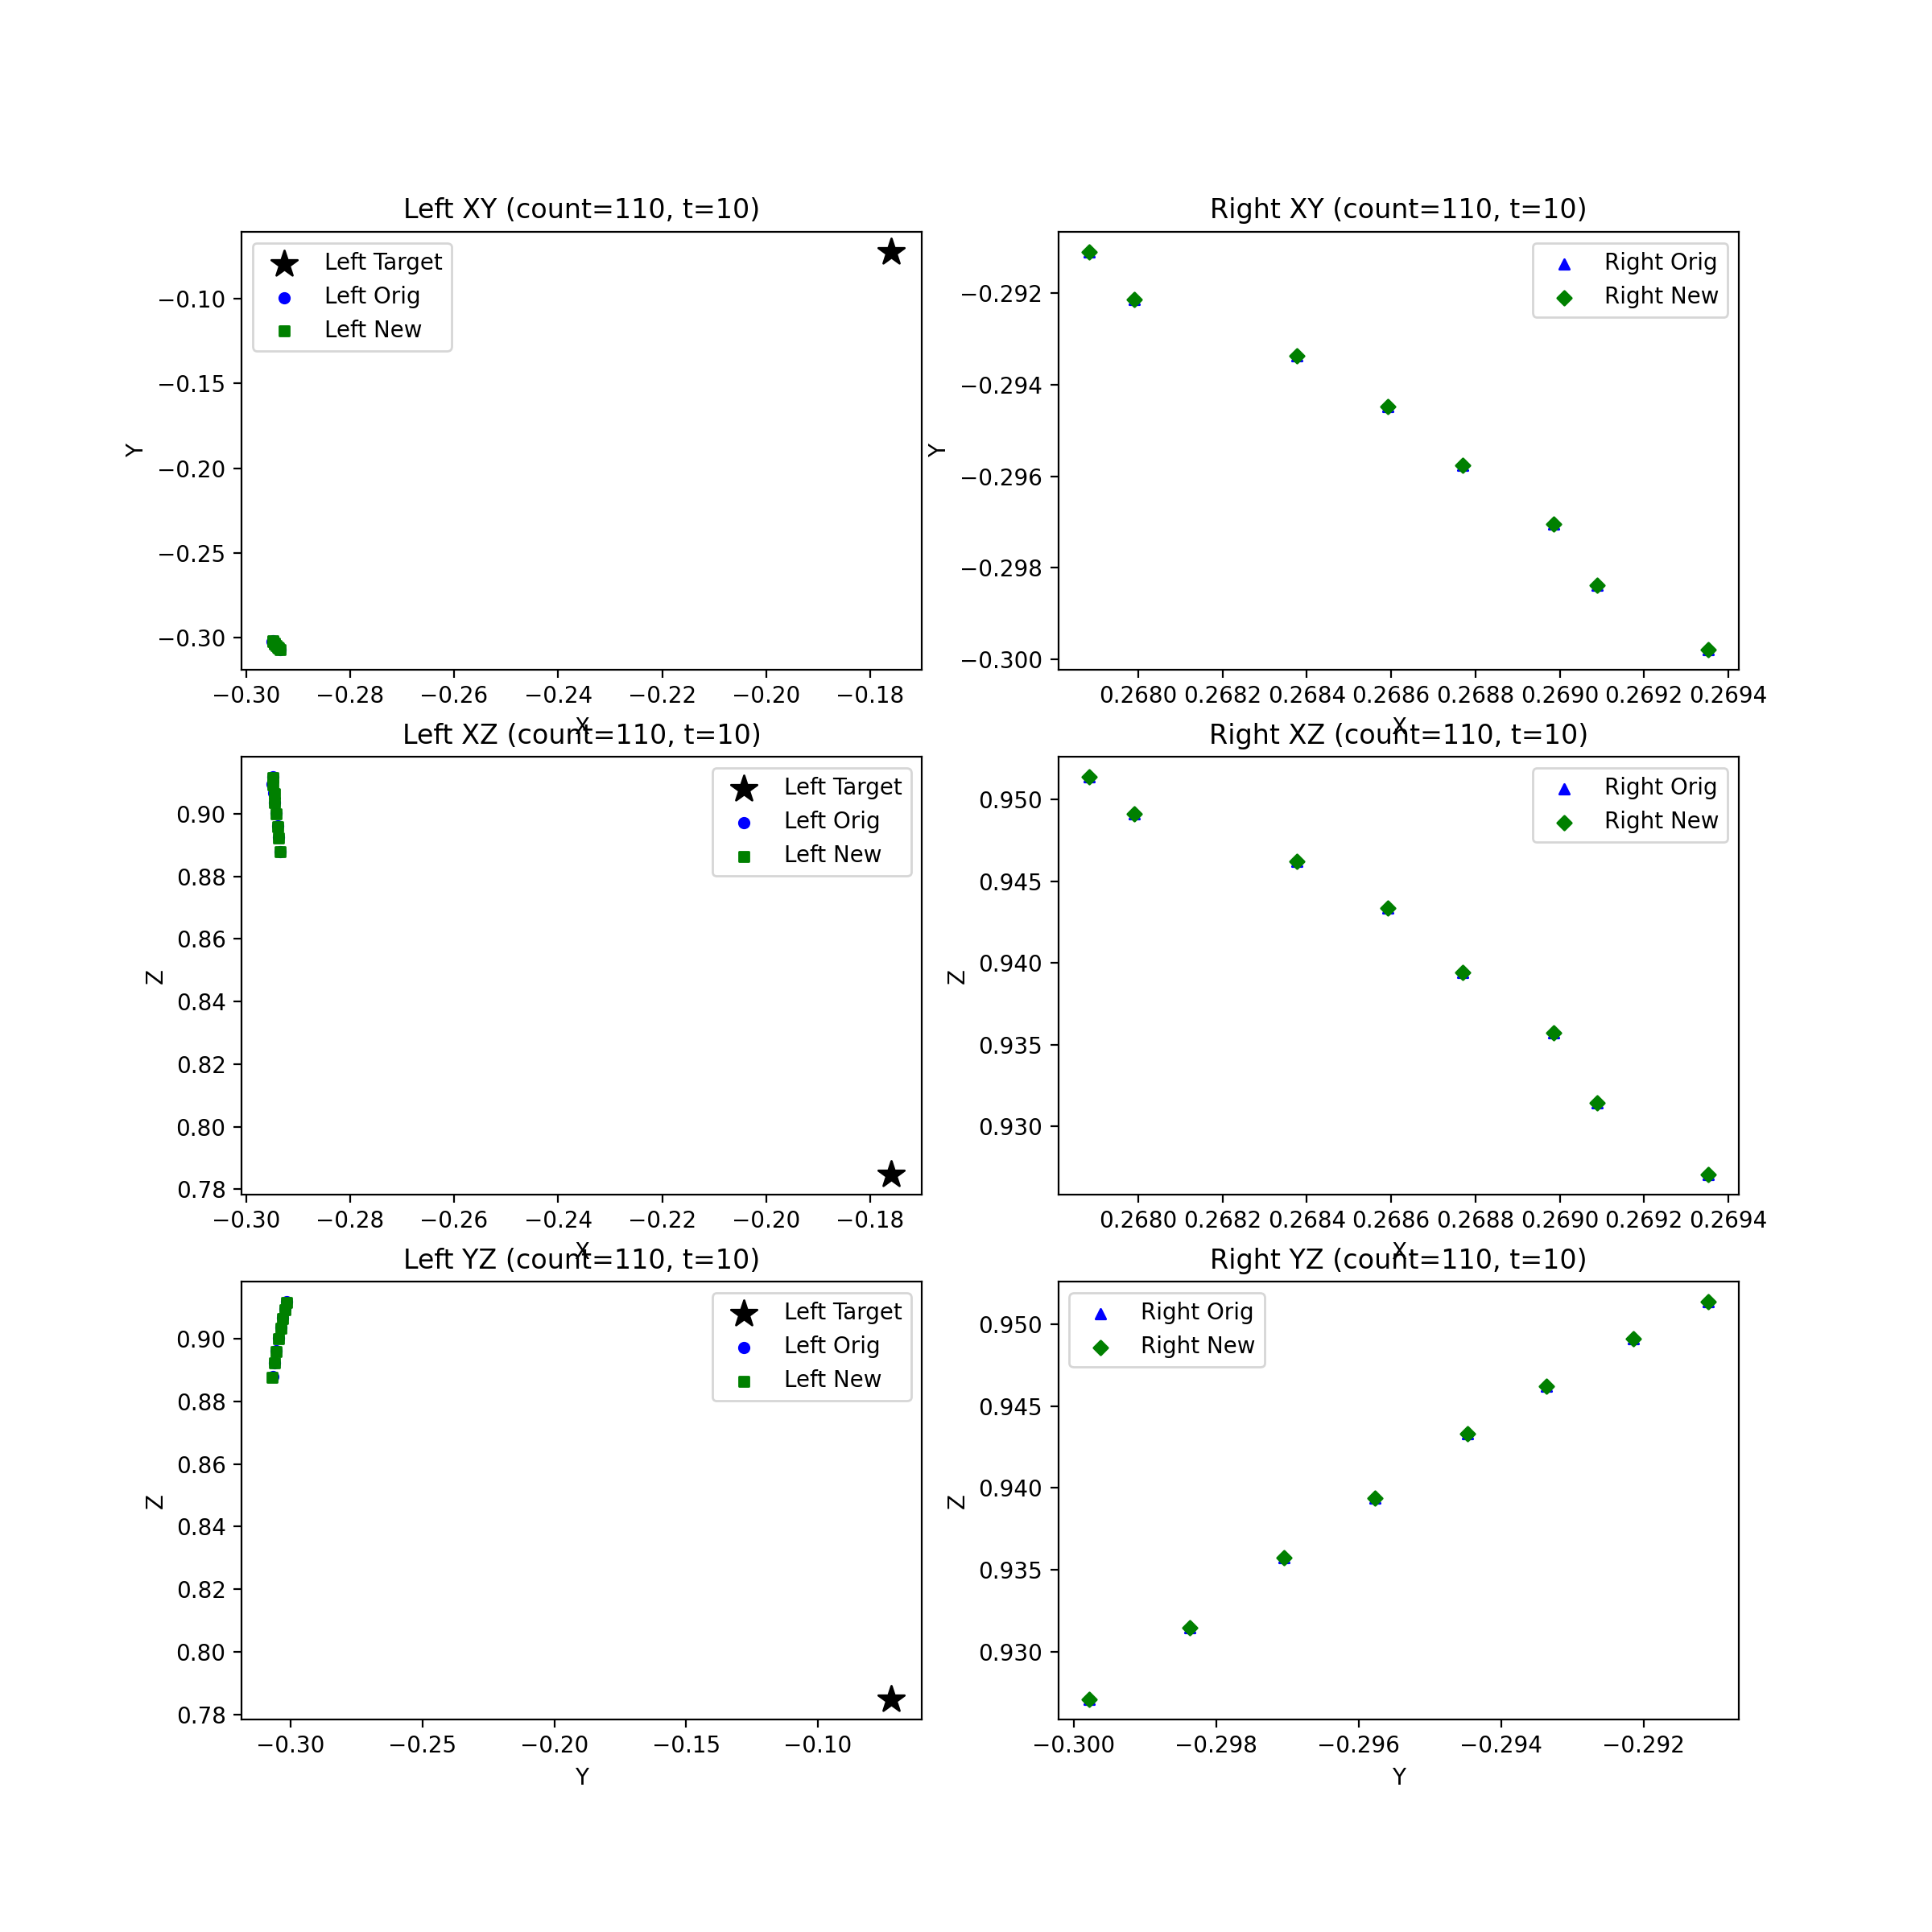 Left XY (count=110, t=10)
Left Target
Left Orig
Left New
−0.10
−0.15
−0.20
−0.25
−0.30
Y
−0.30 −0.28 −0.26 −0.24 −0.22 −0.20 −0.18
X
Right XY (count=110, t=10)
Right Orig
Right New
−0.292
−0.294
−0.296
−0.298
−0.300
Y
0.2680 0.2682 0.2684 0.2686 0.2688 0.2690 0.2692 0.2694
X
Left XZ (count=110, t=10)
Left Target
Left Orig
Left New
0.90
0.88
0.86
0.84
0.82
0.80
0.78
Z
−0.30 −0.28 −0.26 −0.24 −0.22 −0.20 −0.18
X
Right XZ (count=110, t=10)
Right Orig
Right New
0.950
0.945
0.940
0.935
0.930
Z
0.2680 0.2682 0.2684 0.2686 0.2688 0.2690 0.2692 0.2694
X
Left YZ (count=110, t=10)
Left Target
Left Orig
Left New
0.90
0.88
0.86
0.84
0.82
0.80
0.78
Z
−0.30 −0.25 −0.20 −0.15 −0.10
Y
Right YZ (count=110, t=10)
Right Orig
Right New
0.950
0.945
0.940
0.935
0.930
Z
−0.300 −0.298 −0.296 −0.294 −0.292
Y